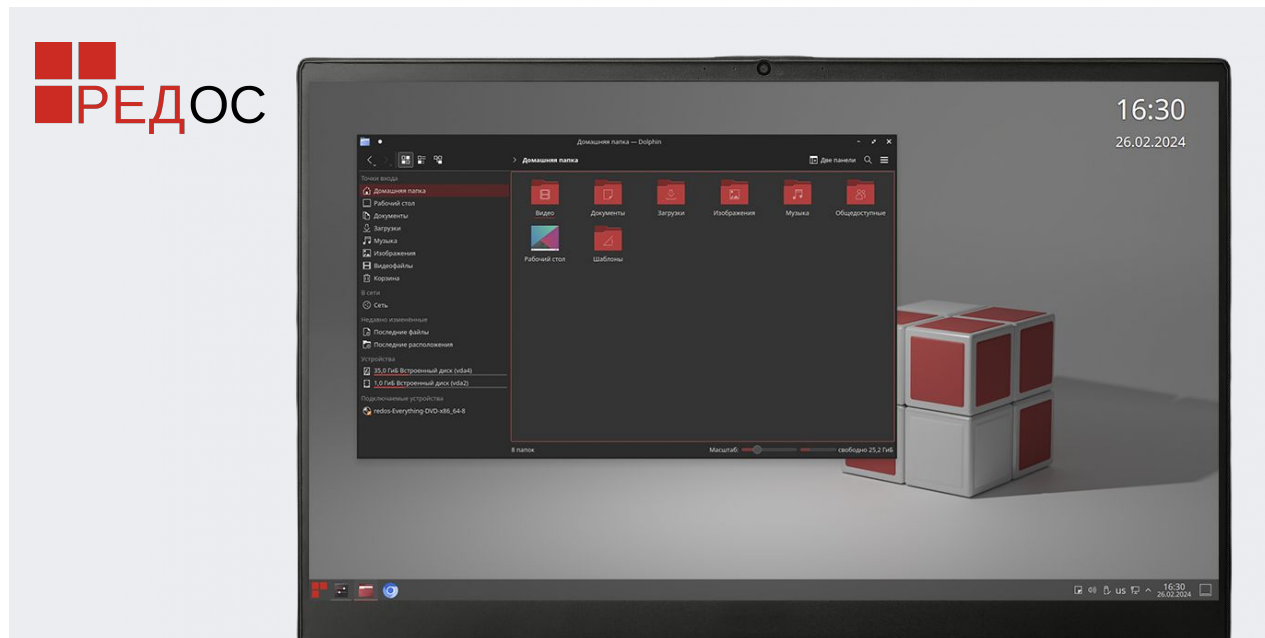 РЕДОС
16:30
26.02.2024
Домашняя папка — Dolphin
Домашняя папка
Две панели
Точки входа
Домашняя папка
Рабочий стол
Документы
Загрузки
Музыка
Изображения
Видеофайлы
Корзина
В сети
Сеть
Недавно изменённые
Последние файлы
Последние расположения
Устройства
35,0 ГиБ Встроенный диск (vda4)
1,0 ГиБ Встроенный диск (vda2)
Подключаемые устройства
redos-Everything-DVD-x86_64-8
Видео Документы Загрузки Изображения Музыка Общедоступные
Рабочий стол Шаблоны
8 папок Масштаб: свободно 25,2 ГиБ
us 16:30
26.02.2024